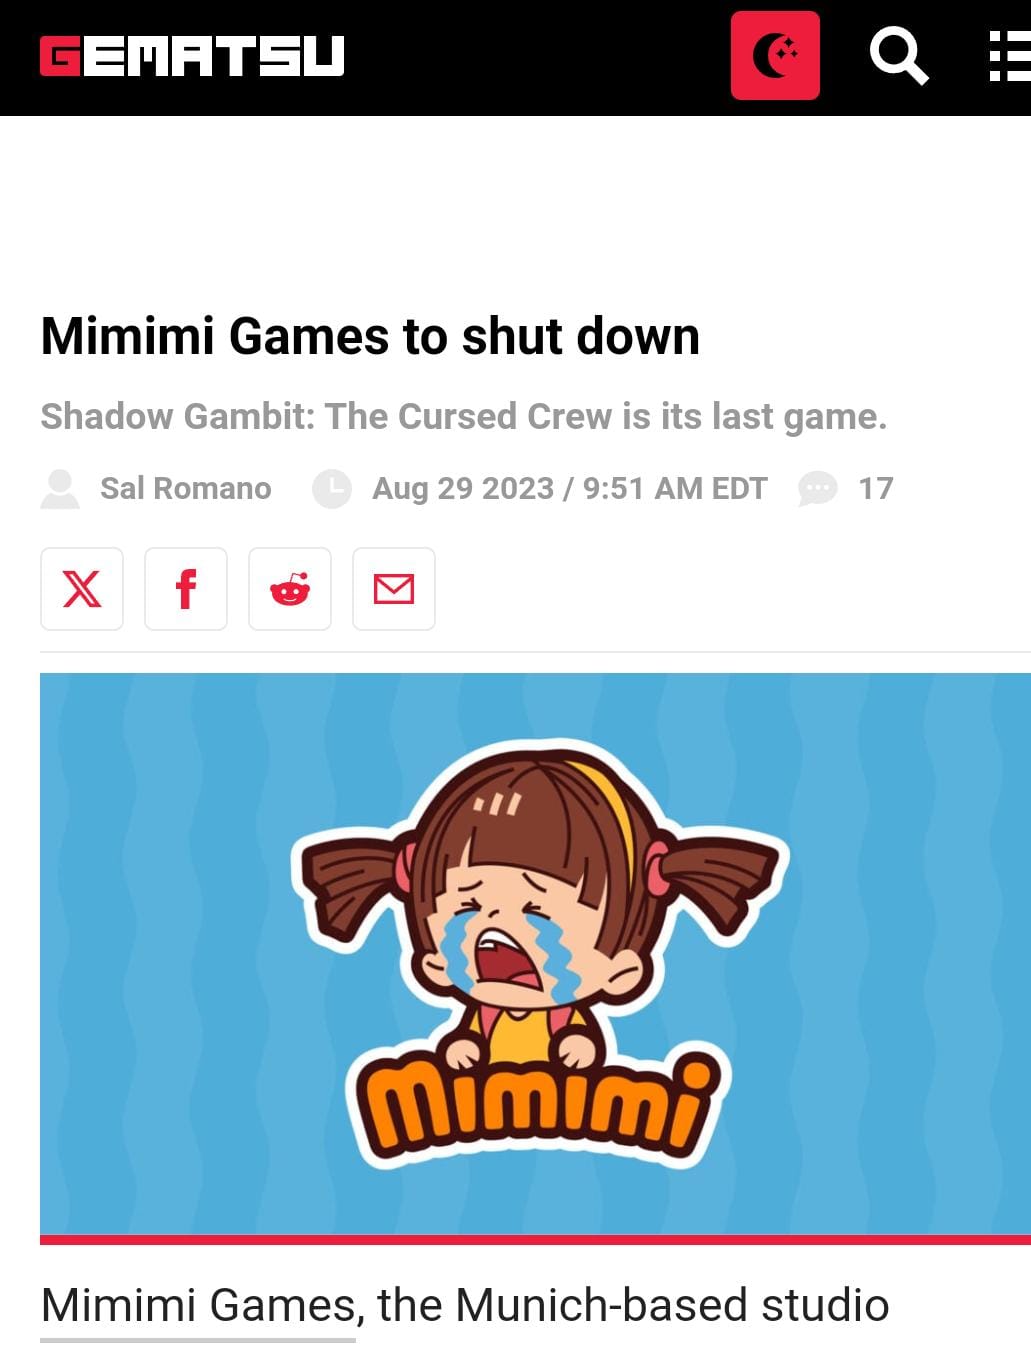 GEMATSU
Mimimi Games to shut down
Shadow Gambit: The Cursed Crew is its last game.
Sal Romano Aug 29 2023 / 9:51 AM EDT 17
mimimi
Mimimi Games, the Munich-based studio